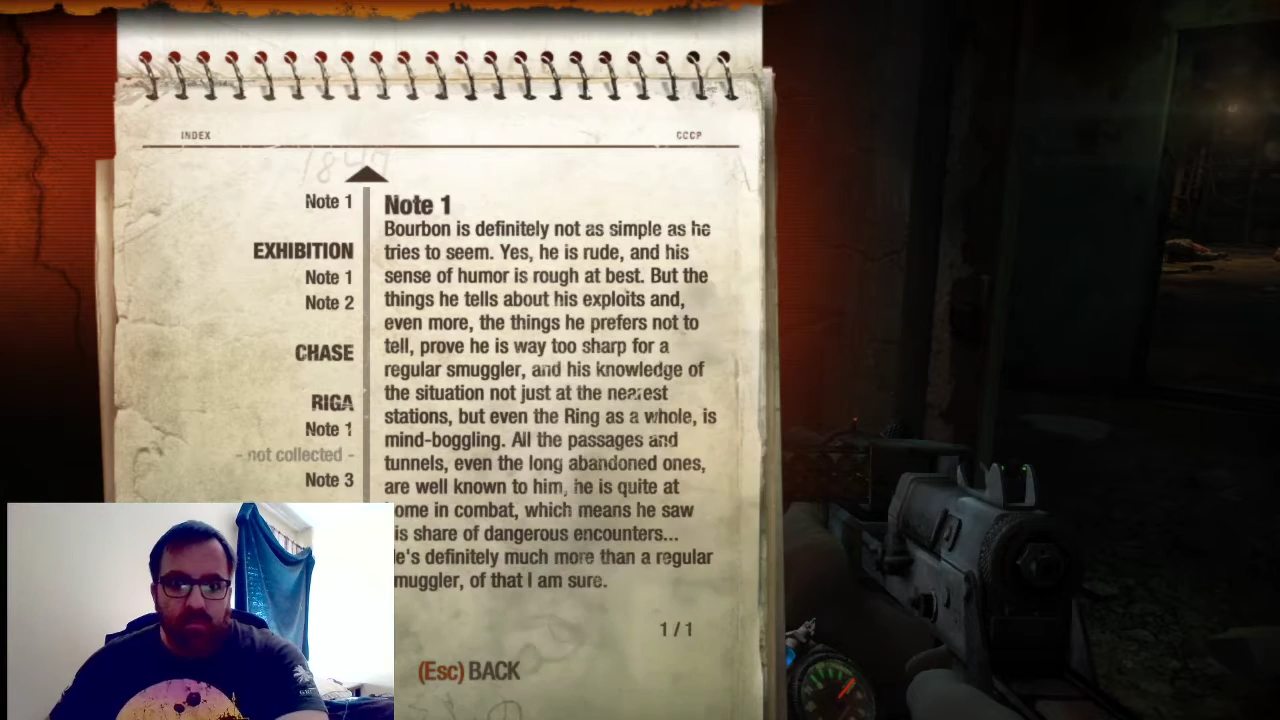 INDEX
CCCP
Note 1
EXHIBITION
Note 1
Note 2
CHASE
RIGA
Note 1
- not collected -
Note 3
Note 1
Bourbon is definitely not as simple as he
tries to seem. Yes, he is rude, and his
sense of humor is rough at best. But the
things he tells about his exploits and,
even more, the things he prefers not to
tell, prove he is way too sharp for a
regular smuggler, and his knowledge of
the situation not just at the nearest
stations, but even the Ring as a whole, is
mind-boggling. All the passages and
tunnels, even the long abandoned ones,
are well known to him, he is quite at
ome in combat, which means he saw
is share of dangerous encounters...
e's definitely much more than a regular
muggler, of that I am sure.
1 / 1
(Esc) BACK